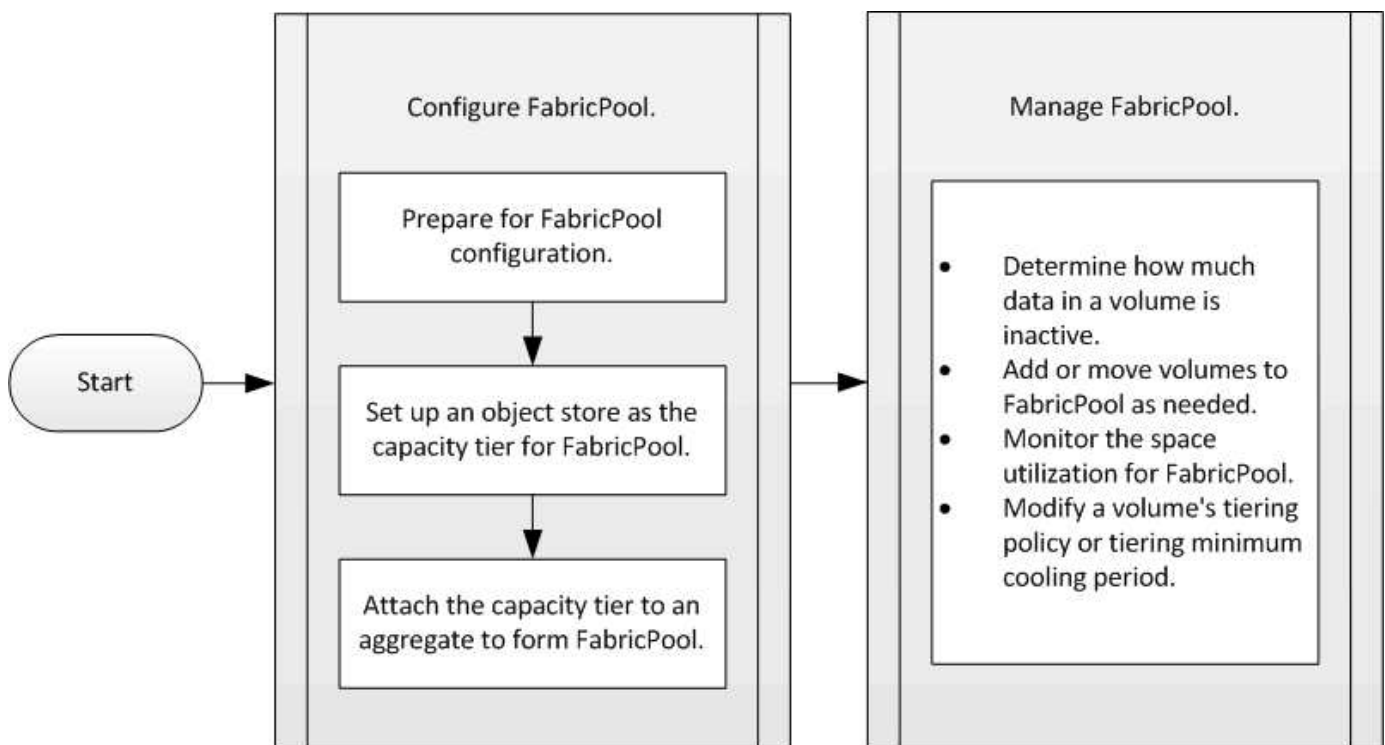 Start
Configure FabricPool.
Prepare for FabricPool
configuration.
Set up an object store as the
capacity tier for FabricPool.
Attach the capacity tier to an
aggregate to form FabricPool.
Manage FabricPool.
• Determine how much
data in a volume is
inactive.
• Add or move volumes to
FabricPool as needed.
• Monitor the space
utilization for FabricPool.
• Modify a volume's tiering
policy or tiering minimum
cooling period.